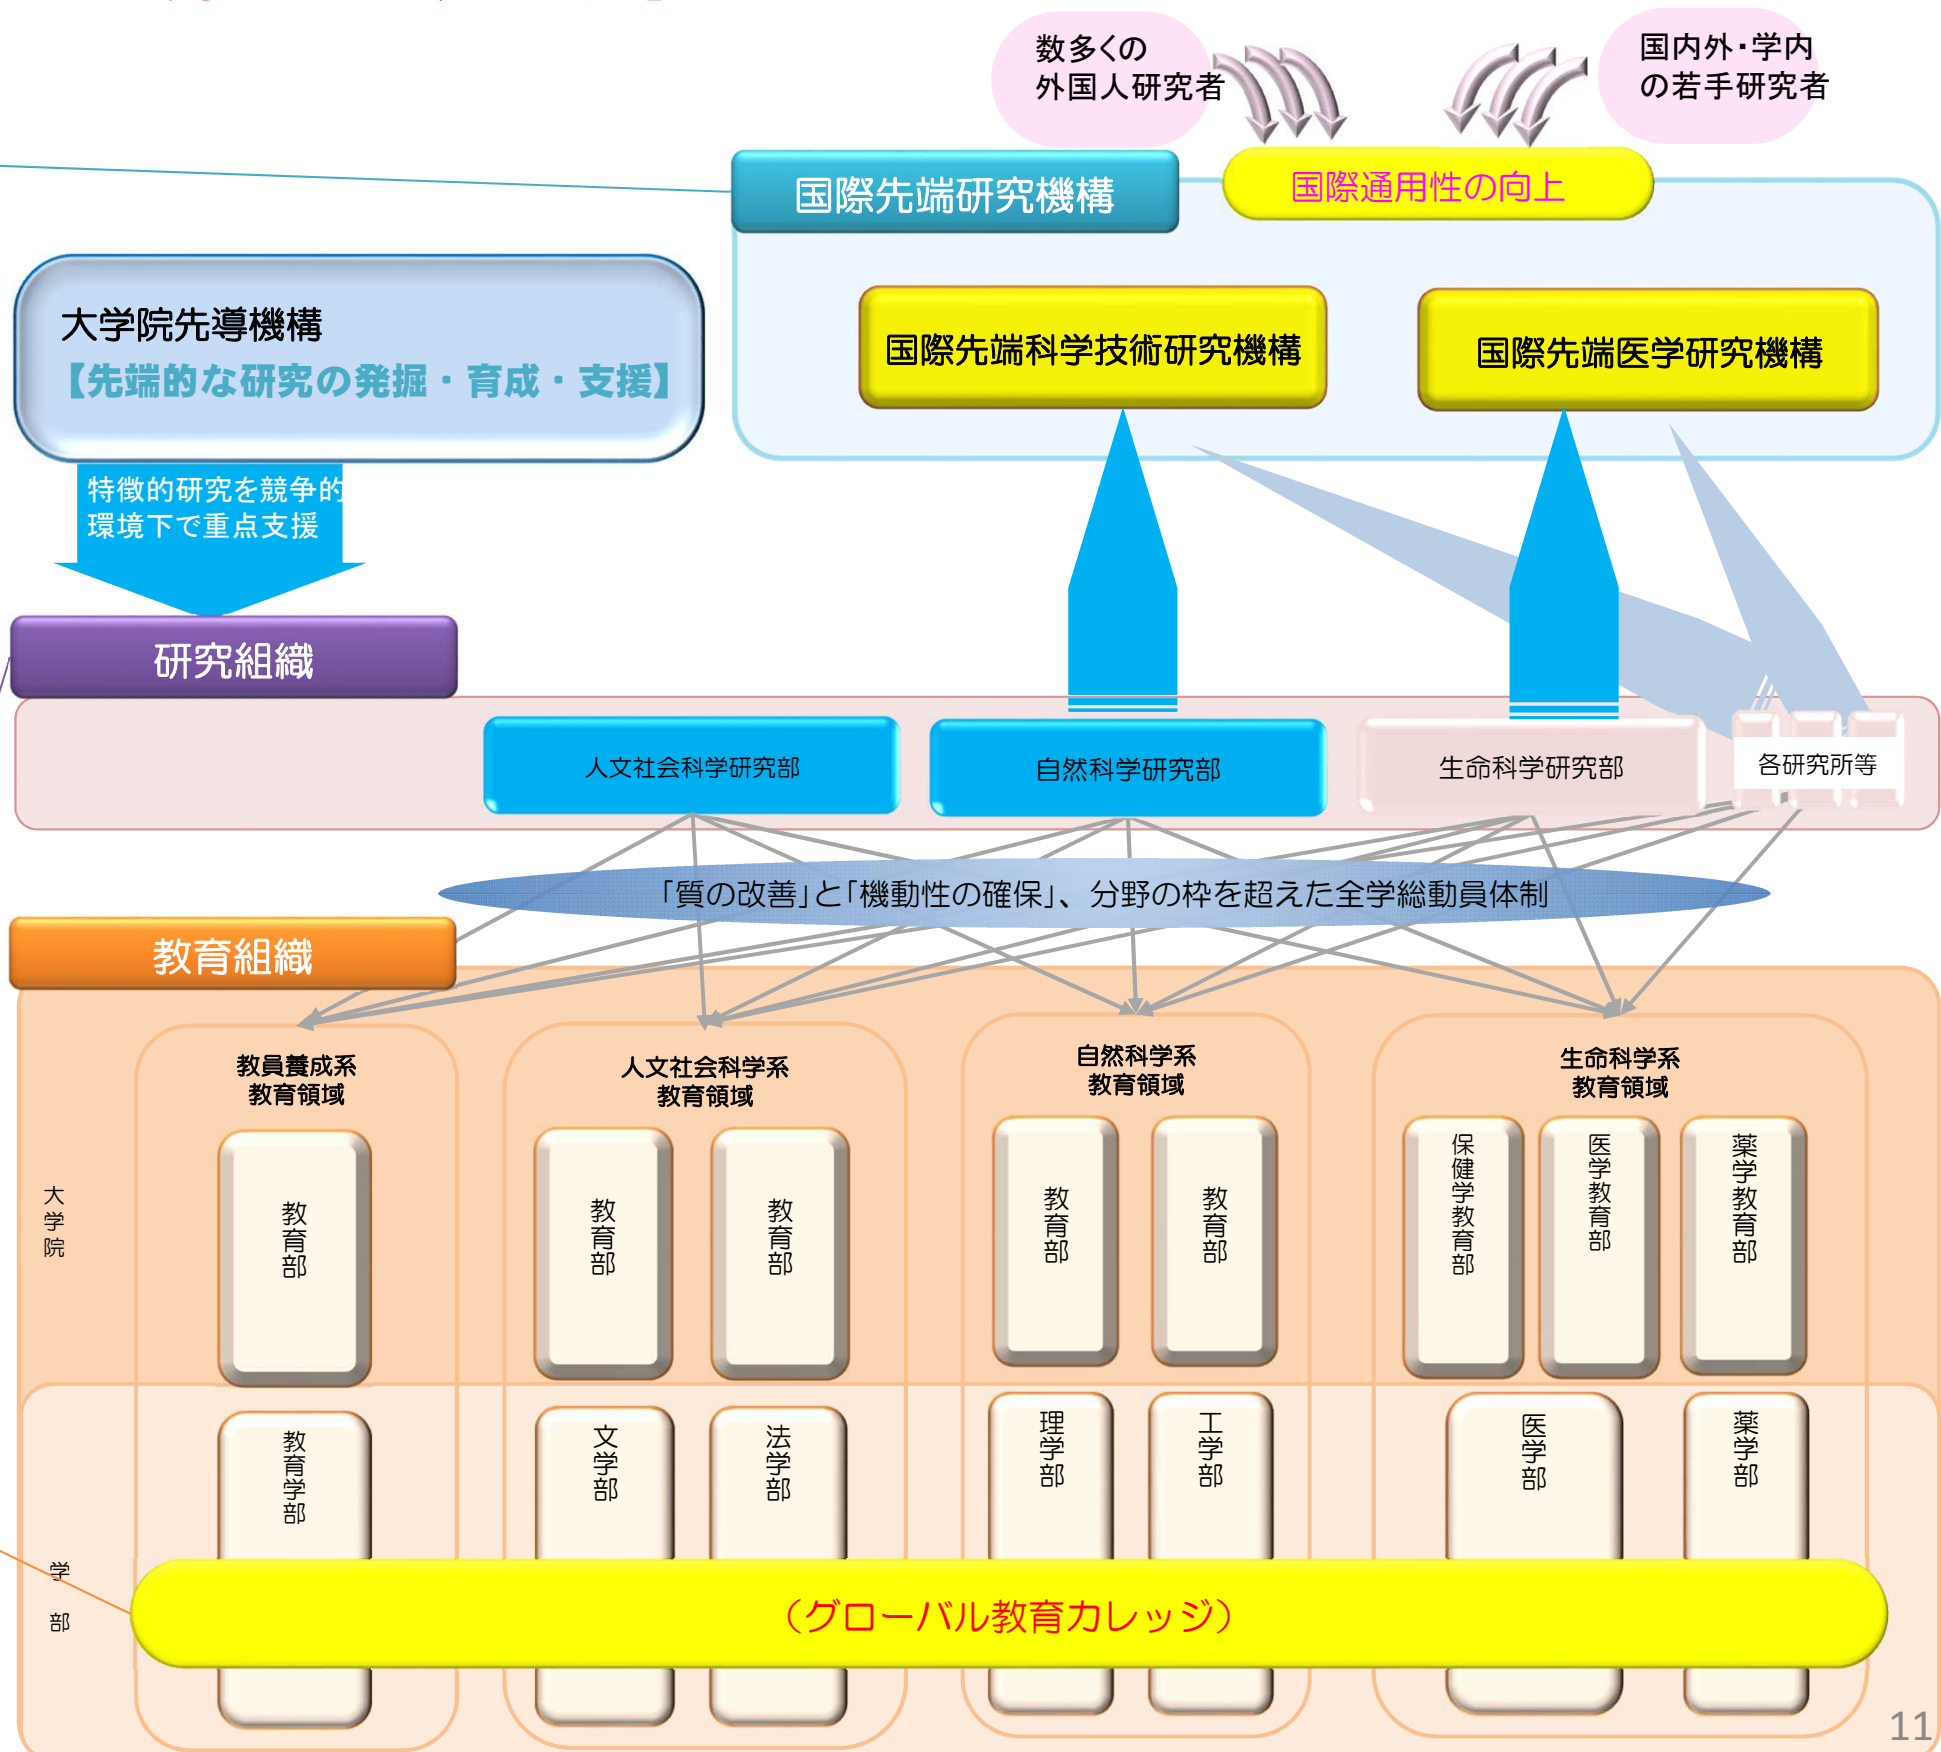 数多くの
外国人研究者
国内外・学内
の若手研究者
国際先端研究機構
国際通用性の向上
大学院先導機構
【先端的な研究の発掘・育成・支援】
国際先端科学技術研究機構
国際先端医学研究機構
特徴的研究を競争的
環境下で重点支援
研究組織
人文社会科学研究部
自然科学研究部
生命科学研究部
各研究所等
「質の改善」と「機動性の確保」、分野の枠を超えた全学総動員体制
教育組織
教員養成系
教育領域
人文社会科学系
教育領域
自然科学系
教育領域
生命科学系
教育領域
大学院
教育部
教育部
教育部
教育部
教育部
保健学教育部
医学教育部
薬学教育部
学部
教育学部
文学部
法学部
理学部
工学部
医学部
薬学部
（グローバル教育カレッジ）
11